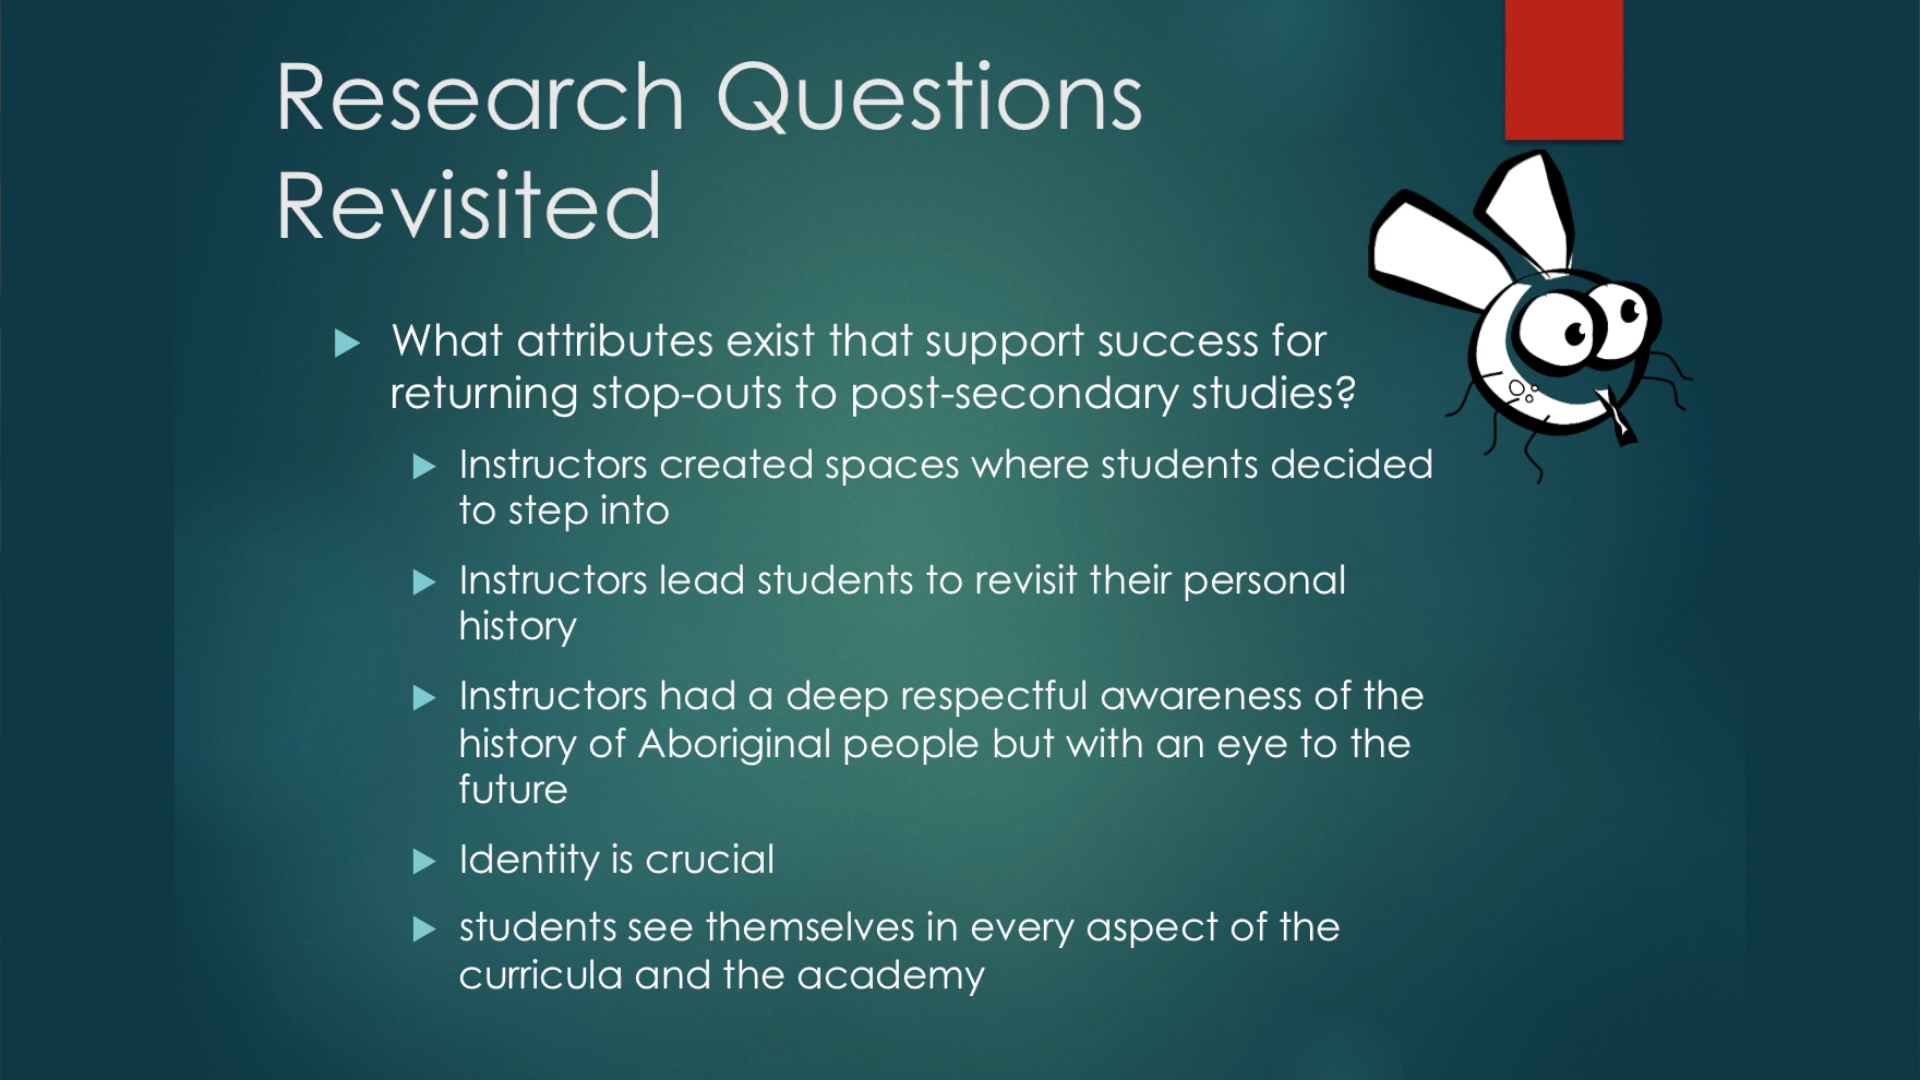 Research Questions
Revisited
What attributes exist that support success for
returning stop-outs to post-secondary studies?
Instructors created spaces where students decided
to step into
Instructors lead students to revisit their personal
history
Instructors had a deep respectful awareness of the
history of Aboriginal people but with an eye to the
future
Identity is crucial
students see themselves in every aspect of the
curricula and the academy